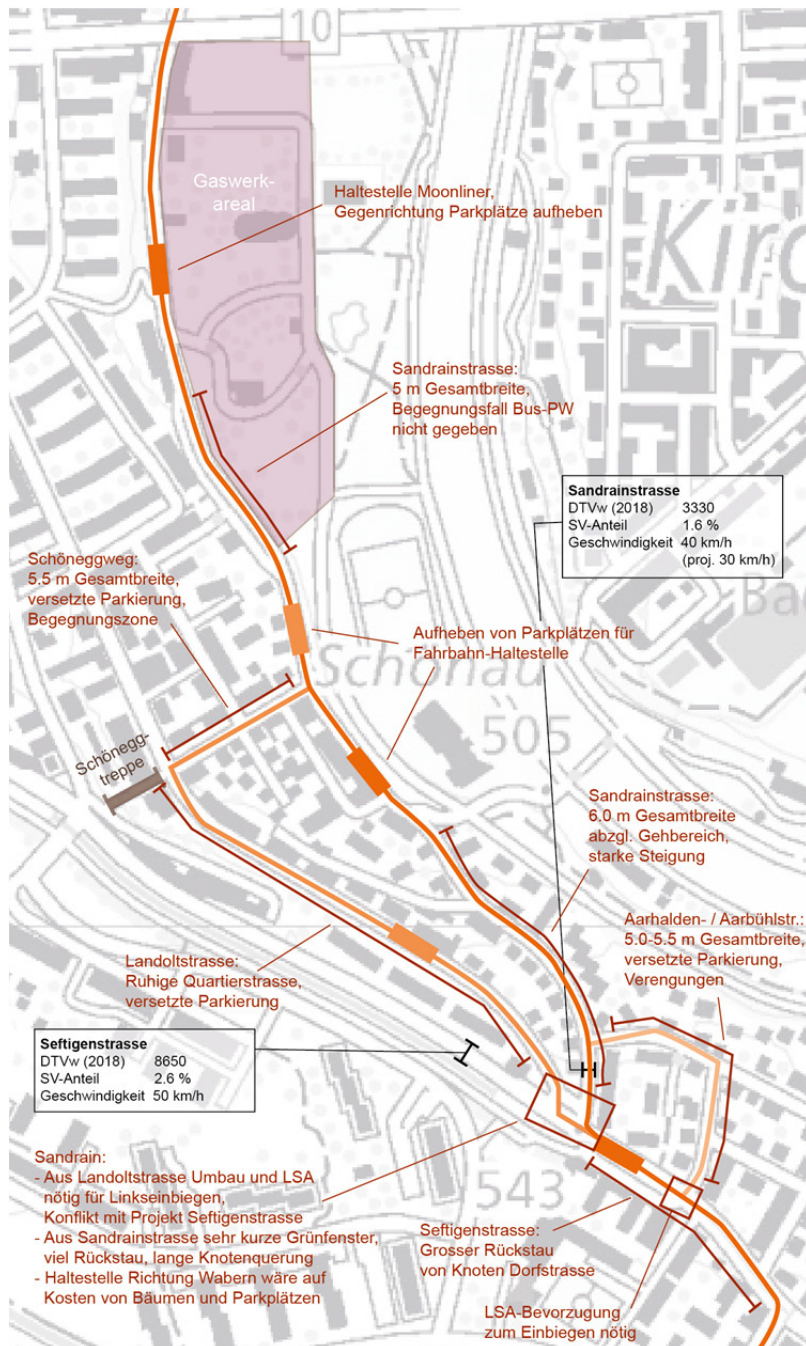 10
Gaswerk-
areal
Haltestelle Moonliner,
Gegenrichtung Parkplätze aufheben
Kirc
Sandrainstrasse:
5 m Gesamtbreite,
Begegnungsfall Bus-PW
nicht gegeben
Sandrainstrasse
DTVw (2018) 3330
SV-Anteil 1.6 %
Geschwindigkeit 40 km/h
(proj. 30 km/h)
Schöneggweg:
5.5 m Gesamtbreite,
versetzte Parkierung,
Begegnungszone
Ba
Aufheben von Parkplätzen für
Fahrbahn-Haltestelle
Schönau
505
Schönegg-
treppe
Sandrainstrasse:
6.0 m Gesamtbreite
abzgl. Gehbereich,
starke Steigung
Aarhalden- / Aarbühlstr.:
5.0-5.5 m Gesamtbreite,
versetzte Parkierung,
Verengungen
Landoltstrasse:
Ruhige Quartierstrasse,
versetzte Parkierung
Seftigenstrasse
DTVw (2018) 8650
SV-Anteil 2.6 %
Geschwindigkeit 50 km/h
Sandrain:
- Aus Landoltstrasse Umbau und LSA
nötig für Linkseinbiegen,
Konflikt mit Projekt Seftigenstrasse
- Aus Sandrainstrasse sehr kurze Grünfenster,
viel Rückstau, lange Knotenquerung
- Haltestelle Richtung Wabern wäre auf
Kosten von Bäumen und Parkplätzen
543
Seftigenstrasse:
Grosser Rückstau
von Knoten Dorfstrasse
LSA-Bevorzugung
zum Einbiegen nötig